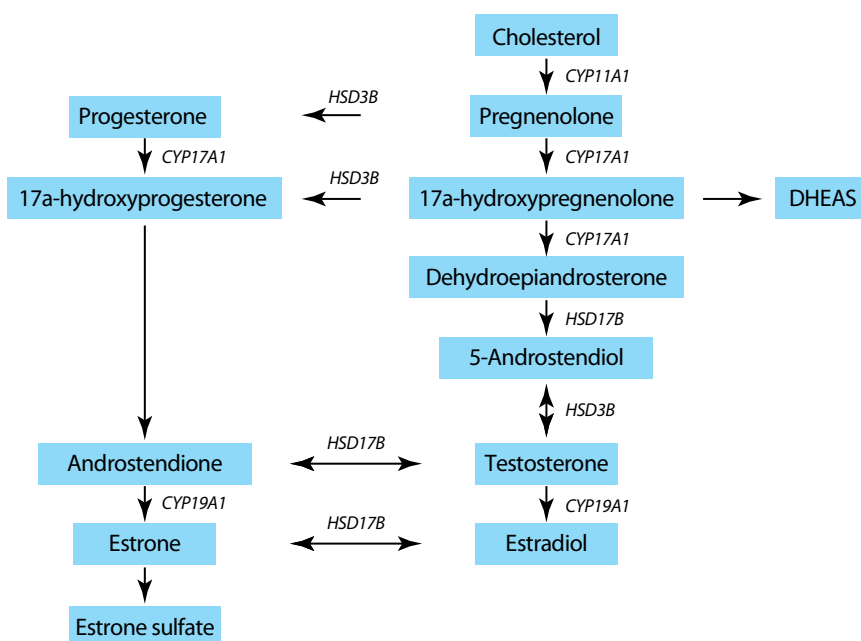 Cholesterol
CYP11A1
HSD3B
Progesterone
Pregnenolone
CYP17A1
CYP17A1
HSD3B
17a-hydroxyprogesterone
17a-hydroxypregnenolone
DHEAS
CYP17A1
Dehydroepiandrosterone
HSD17B
5-Androstendiol
HSD3B
HSD17B
Androstendione
Testosterone
CYP19A1
CYP19A1
HSD17B
Estrone
Estradiol
Estrone sulfate